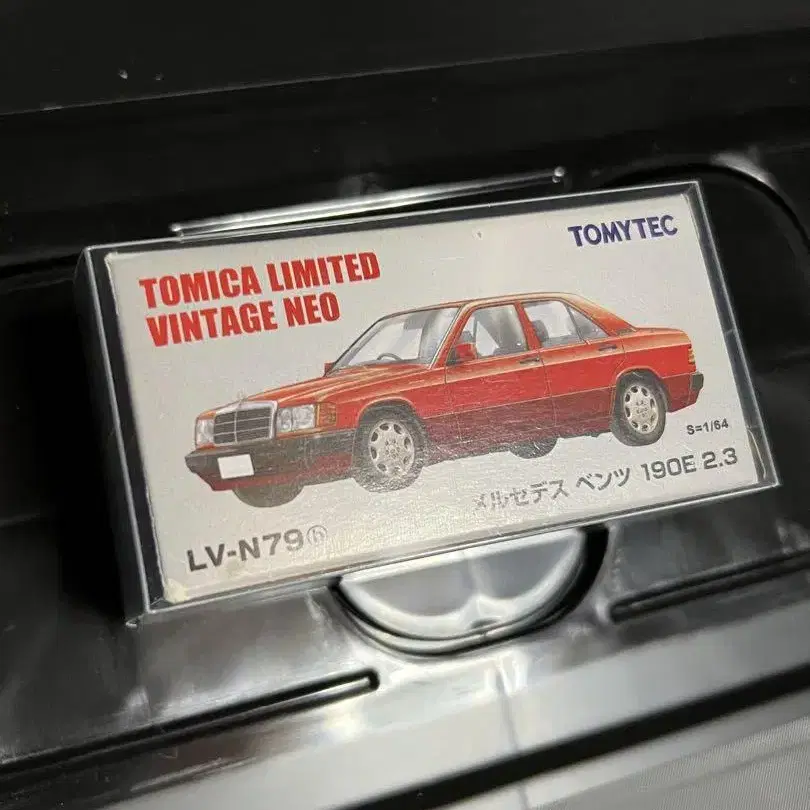 TOMYTEC
TOMICA LIMITED
VINTAGE NEO
S=1/64
メルセデス ベンツ 190E 2.3
LV-N79ⓑ